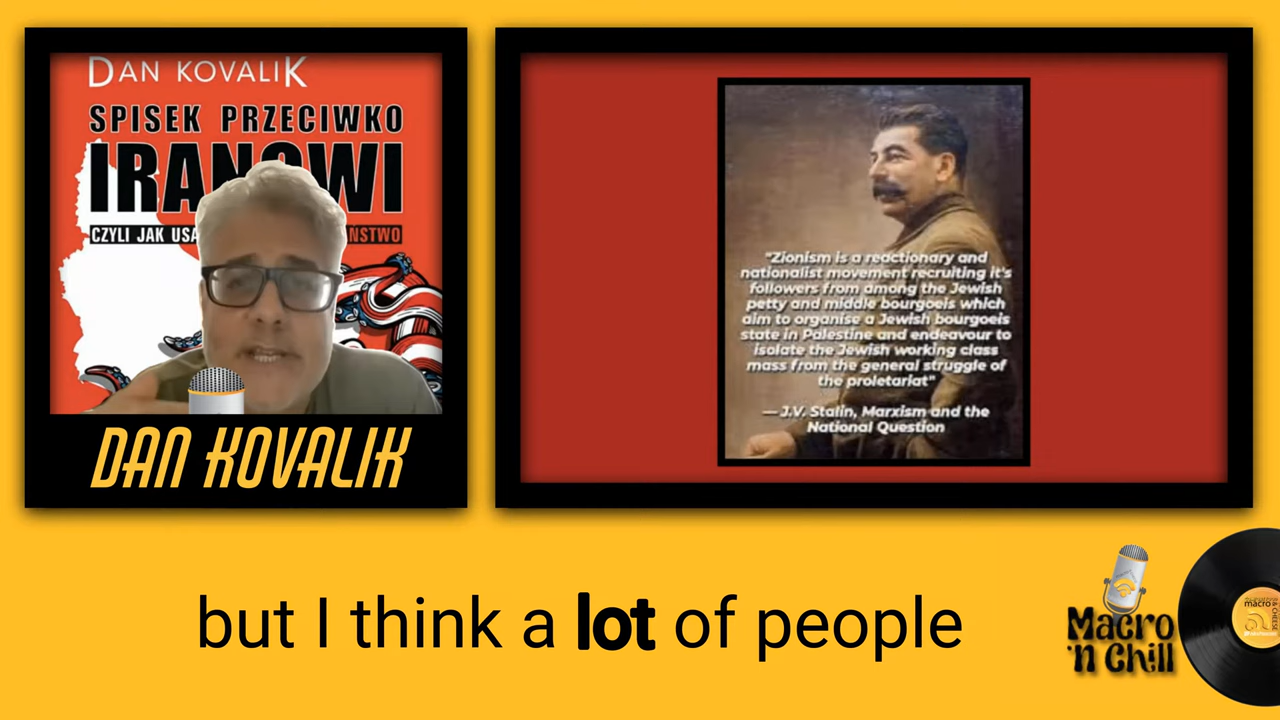 DAN KOVALIK
SPISEK PRZECIWKO
IRANOWI
CZYLI JAK USA
NSTWO
DAN KOVALIK
"Zionism is a reactionary and
nationalist movement recruiting it's
followers from among the Jewish
petty and middle bourgeois which
aim to organise a Jewish bourgeois
state in Palestine and endeavour to
isolate the Jewish working class
mass from the general struggle of
the proletariat"
— J.V. Stalin, Marxism and the
National Question
but I think a lot of people
Macro
'n Chill
macro